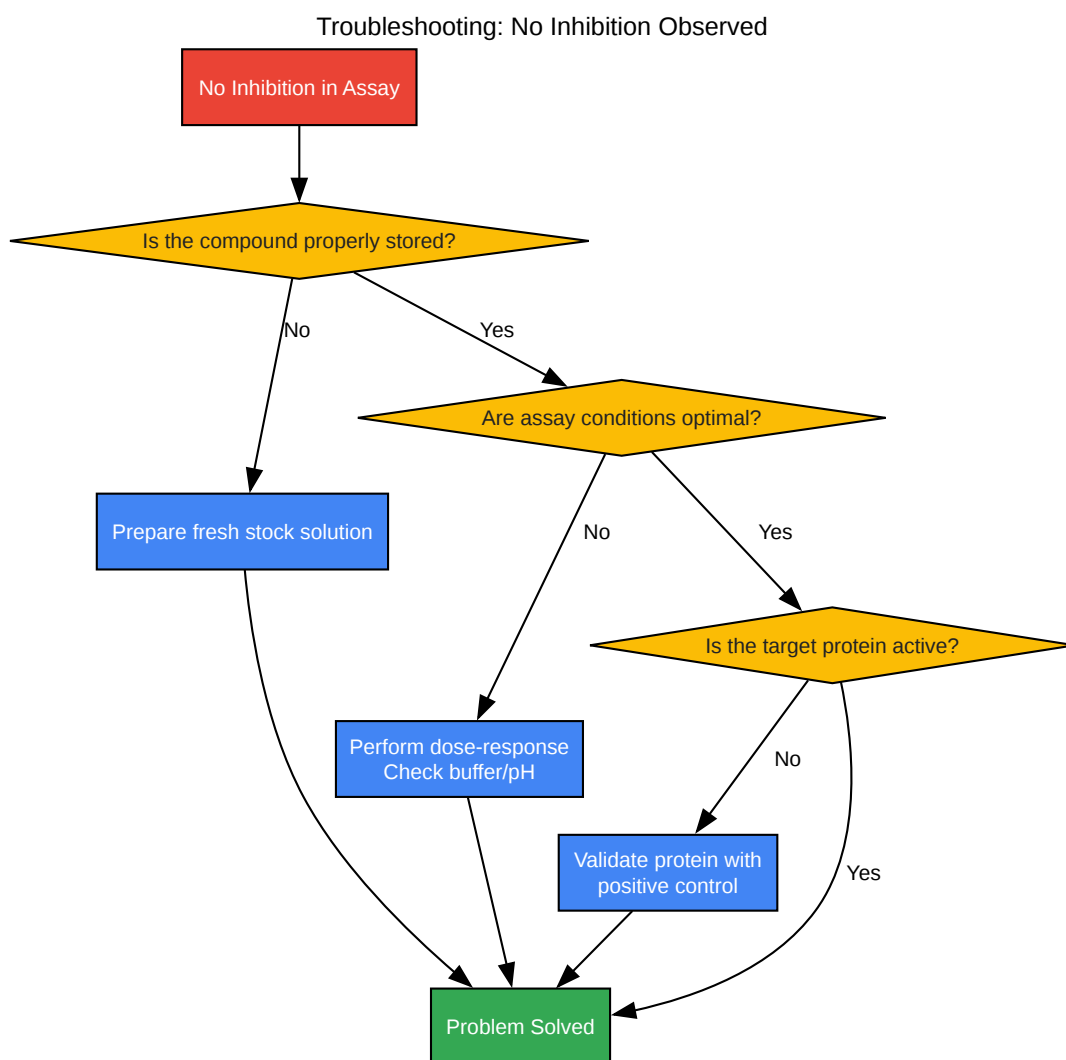 Troubleshooting: No Inhibition Observed
No Inhibition in Assay
Is the compound properly stored?
No
Yes
Are assay conditions optimal?
Prepare fresh stock solution
No
Yes
Is the target protein active?
Perform dose-response
Check buffer/pH
No
Validate protein with
positive control
Yes
Problem Solved